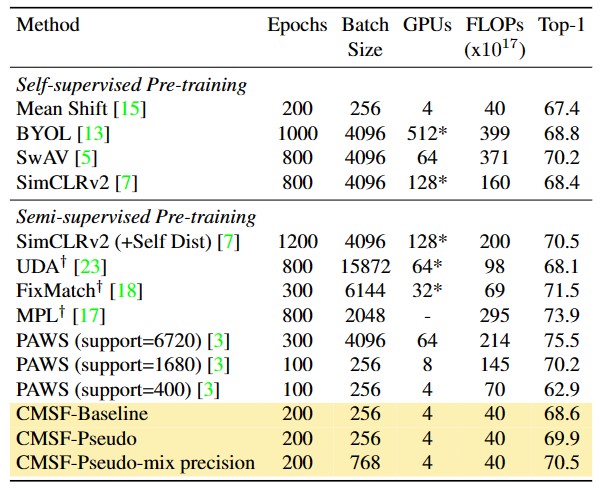 Method Epochs Batch Size GPUs FLOPs (x10^17) Top-1
Self-supervised Pre-training
Mean Shift [15] 200 256 4 40 67.4
BYOL [13] 1000 4096 512* 399 68.8
SwAV [5] 800 4096 64 371 70.2
SimCLRv2 [7] 800 4096 128* 160 68.4
Semi-supervised Pre-training
SimCLRv2 (+Self Dist) [7] 1200 4096 128* 200 70.5
UDA† [23] 800 15872 64* 98 68.1
FixMatch† [18] 300 6144 32* 69 71.5
MPL† [17] 800 2048 - 295 73.9
PAWS (support=6720) [3] 300 4096 64 214 75.5
PAWS (support=1680) [3] 100 256 8 145 70.2
PAWS (support=400) [3] 100 256 4 70 62.9
CMSF-Baseline 200 256 4 40 68.6
CMSF-Pseudo 200 256 4 40 69.9
CMSF-Pseudo-mix precision 200 768 4 40 70.5